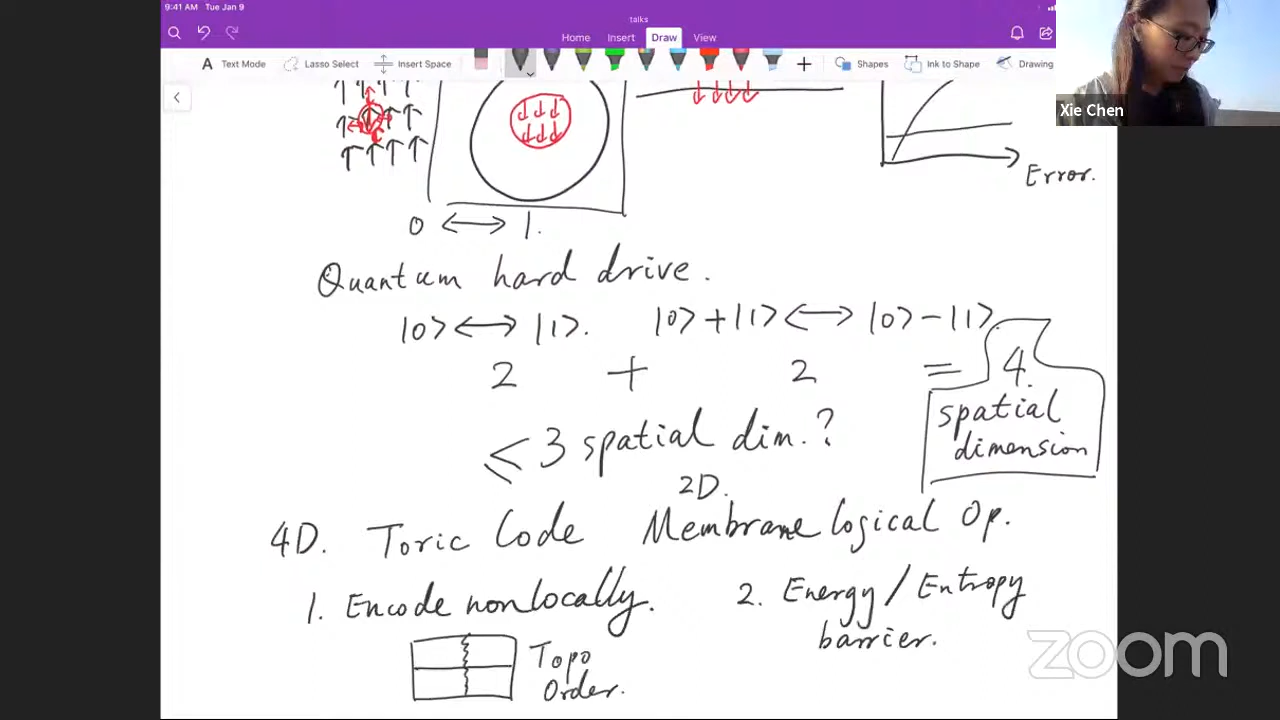 9:41 AM Tue Jan 9
talks
Home Insert Draw View
Text Mode Lasso Select Insert Space Shapes Ink to Shape Drawing
Xie Chen
Error.
0 ⟷ 1.
Quantum hard drive.
|0> ⟷ |1>. |0> + |1> ⟷ |0> - |1>
2 + 2 = 4.
spatial
dimension
≤ 3 spatial dim. ?
2D.
4D. Toric Code Membrane logical Op.
1. Encode nonlocally. 2. Energy / Entropy
barrier.
Topo
Order.
zoom